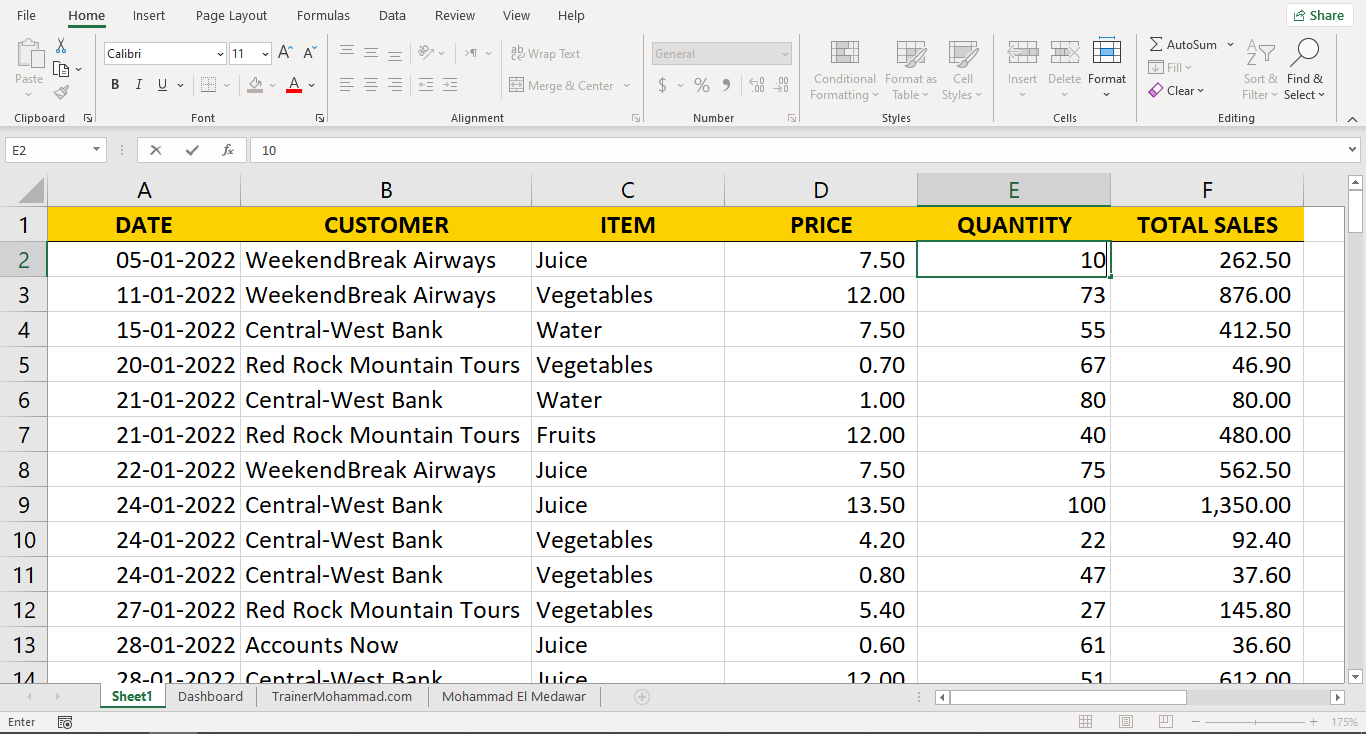 File Home Insert Page Layout Formulas Data Review View Help Share
Calibri 11 A A Wrap Text General AutoSum
Paste Conditional Format as Cell Insert Delete Format Fill Sort & Find &
B I U A Merge & Center $ % Formatting Table Styles Clear Filter Select
Clipboard Font Alignment Number Styles Cells Editing
E2 fx 10
A B C D E F
1 DATE CUSTOMER ITEM PRICE QUANTITY TOTAL SALES
2 05-01-2022 WeekendBreak Airways Juice 7.50 10 262.50
3 11-01-2022 WeekendBreak Airways Vegetables 12.00 73 876.00
4 15-01-2022 Central-West Bank Water 7.50 55 412.50
5 20-01-2022 Red Rock Mountain Tours Vegetables 0.70 67 46.90
6 21-01-2022 Central-West Bank Water 1.00 80 80.00
7 21-01-2022 Red Rock Mountain Tours Fruits 12.00 40 480.00
8 22-01-2022 WeekendBreak Airways Juice 7.50 75 562.50
9 24-01-2022 Central-West Bank Juice 13.50 100 1,350.00
10 24-01-2022 Central-West Bank Vegetables 4.20 22 92.40
11 24-01-2022 Central-West Bank Vegetables 0.80 47 37.60
12 27-01-2022 Red Rock Mountain Tours Vegetables 5.40 27 145.80
13 28-01-2022 Accounts Now Juice 0.60 61 36.60
14 28-01-2022 Central-West Bank Juice 12.00 51 612.00
Sheet1 Dashboard TrainerMohammad.com Mohammad El Medawar
Enter 175%